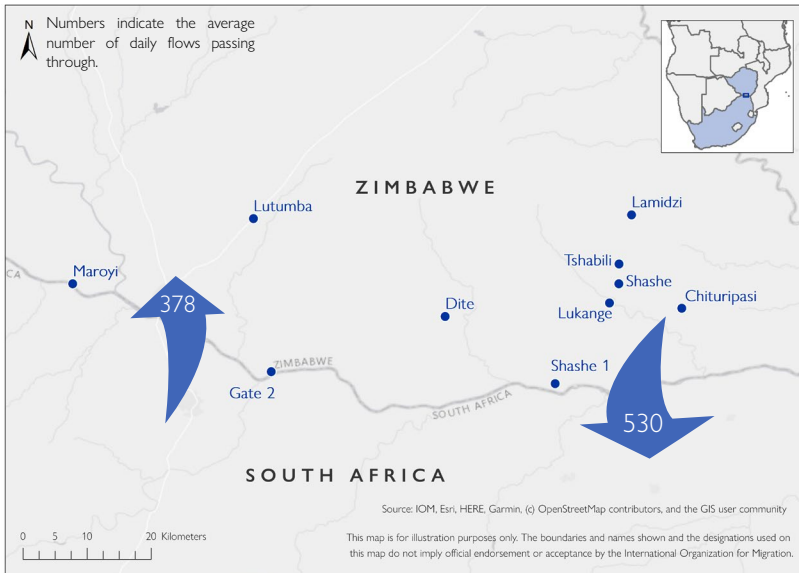 N
Numbers indicate the average
number of daily flows passing
through.
ZIMBABWE
Lutumba
Lamidzi
CA
Maroyi
Tshabili
Shashe
378
Dite
Lukange
Chituripasi
ZIMBABWE
Shashe 1
Gate 2
SOUTH AFRICA
530
SOUTH AFRICA
Source: IOM, Esri, HERE, Garmin, (c) OpenStreetMap contributors, and the GIS user community
0 5 10 20 Kilometers
This map is for illustration purposes only. The boundaries and names shown and the designations used on
this map do not imply official endorsement or acceptance by the International Organization for Migration.